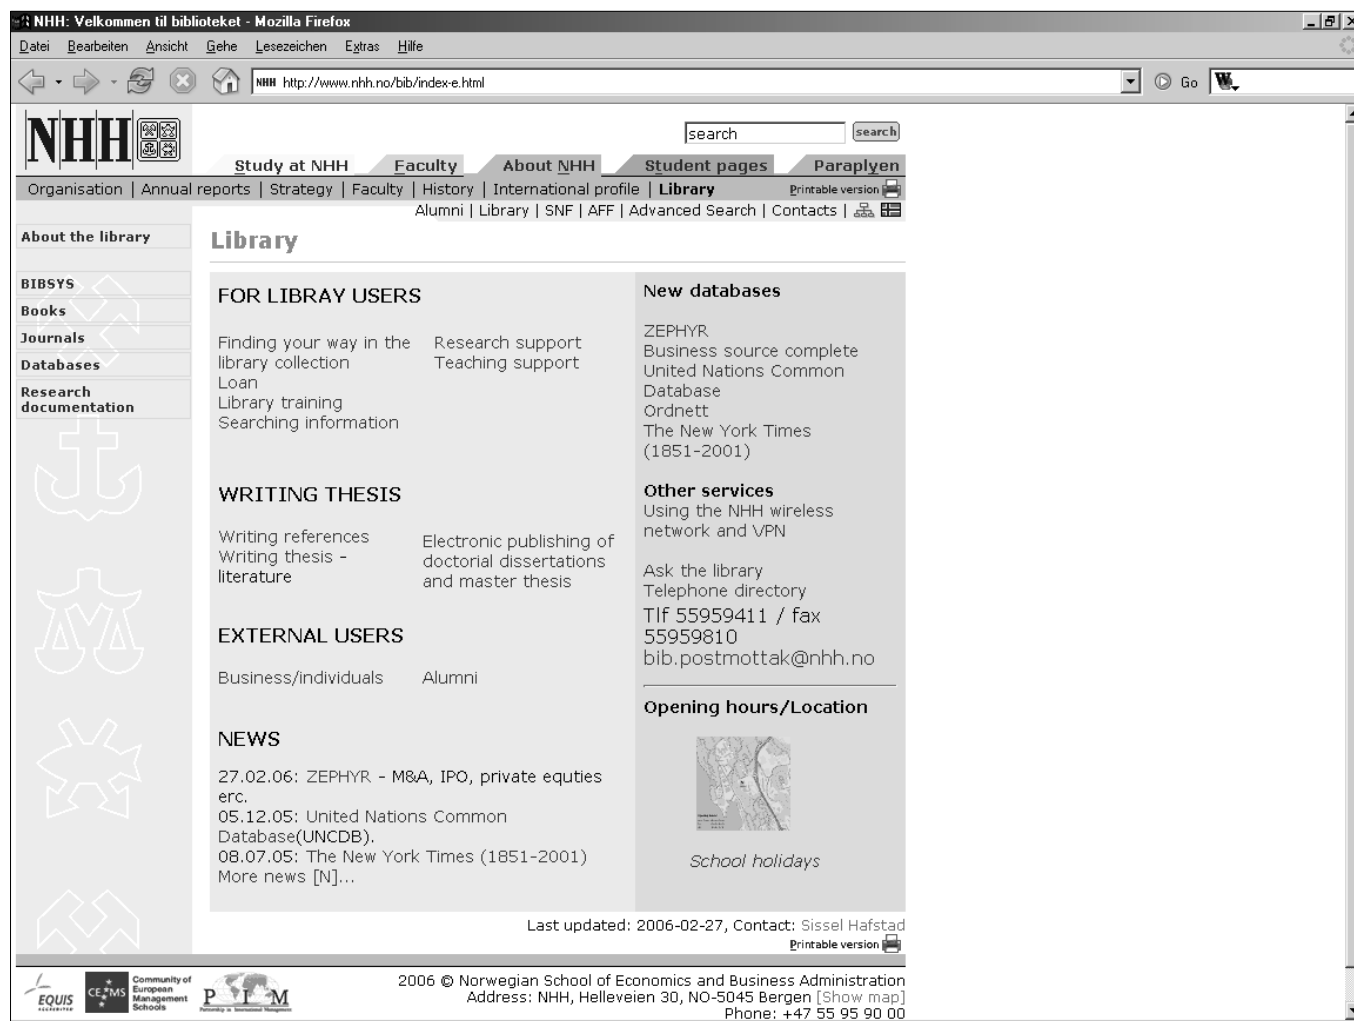 NHH: Velkommen til biblioteket - Mozilla Firefox
Datei Bearbeiten Ansicht Gehe Lesezeichen Extras Hilfe
NHH http://www.nhh.no/bib/index-e.html
Go
W
NHH
search
search
Study at NHH Faculty About NHH Student pages Paraplyen
Organisation | Annual reports | Strategy | Faculty | History | International profile | Library
Printable version
Alumni | Library | SNF | AFF | Advanced Search | Contacts |
About the library
BIBSYS
Books
Journals
Databases
Research
documentation
Library
FOR LIBRAY USERS
Finding your way in the
library collection
Loan
Library training
Searching information
Research support
Teaching support
WRITING THESIS
Writing references
Writing thesis -
literature
Electronic publishing of
doctorial dissertations
and master thesis
EXTERNAL USERS
Business/individuals
Alumni
NEWS
27.02.06: ZEPHYR - M&A, IPO, private equties
erc.
05.12.05: United Nations Common
Database(UNCDB).
08.07.05: The New York Times (1851-2001)
More news [N]...
New databases
ZEPHYR
Business source complete
United Nations Common
Database
Ordnett
The New York Times
(1851-2001)
Other services
Using the NHH wireless
network and VPN
Ask the library
Telephone directory
Tlf 55959411 / fax
55959810
bib.postmottak@nhh.no
Opening hours/Location
School holidays
Last updated: 2006-02-27, Contact: Sissel Hafstad
Printable version
EQUIS
ACCREDITED
CEMS
Community of
European
Management
Schools
PIM
Partnership in International Management
2006 © Norwegian School of Economics and Business Administration
Address: NHH, Helleveien 30, NO-5045 Bergen [Show map]
Phone: +47 55 95 90 00